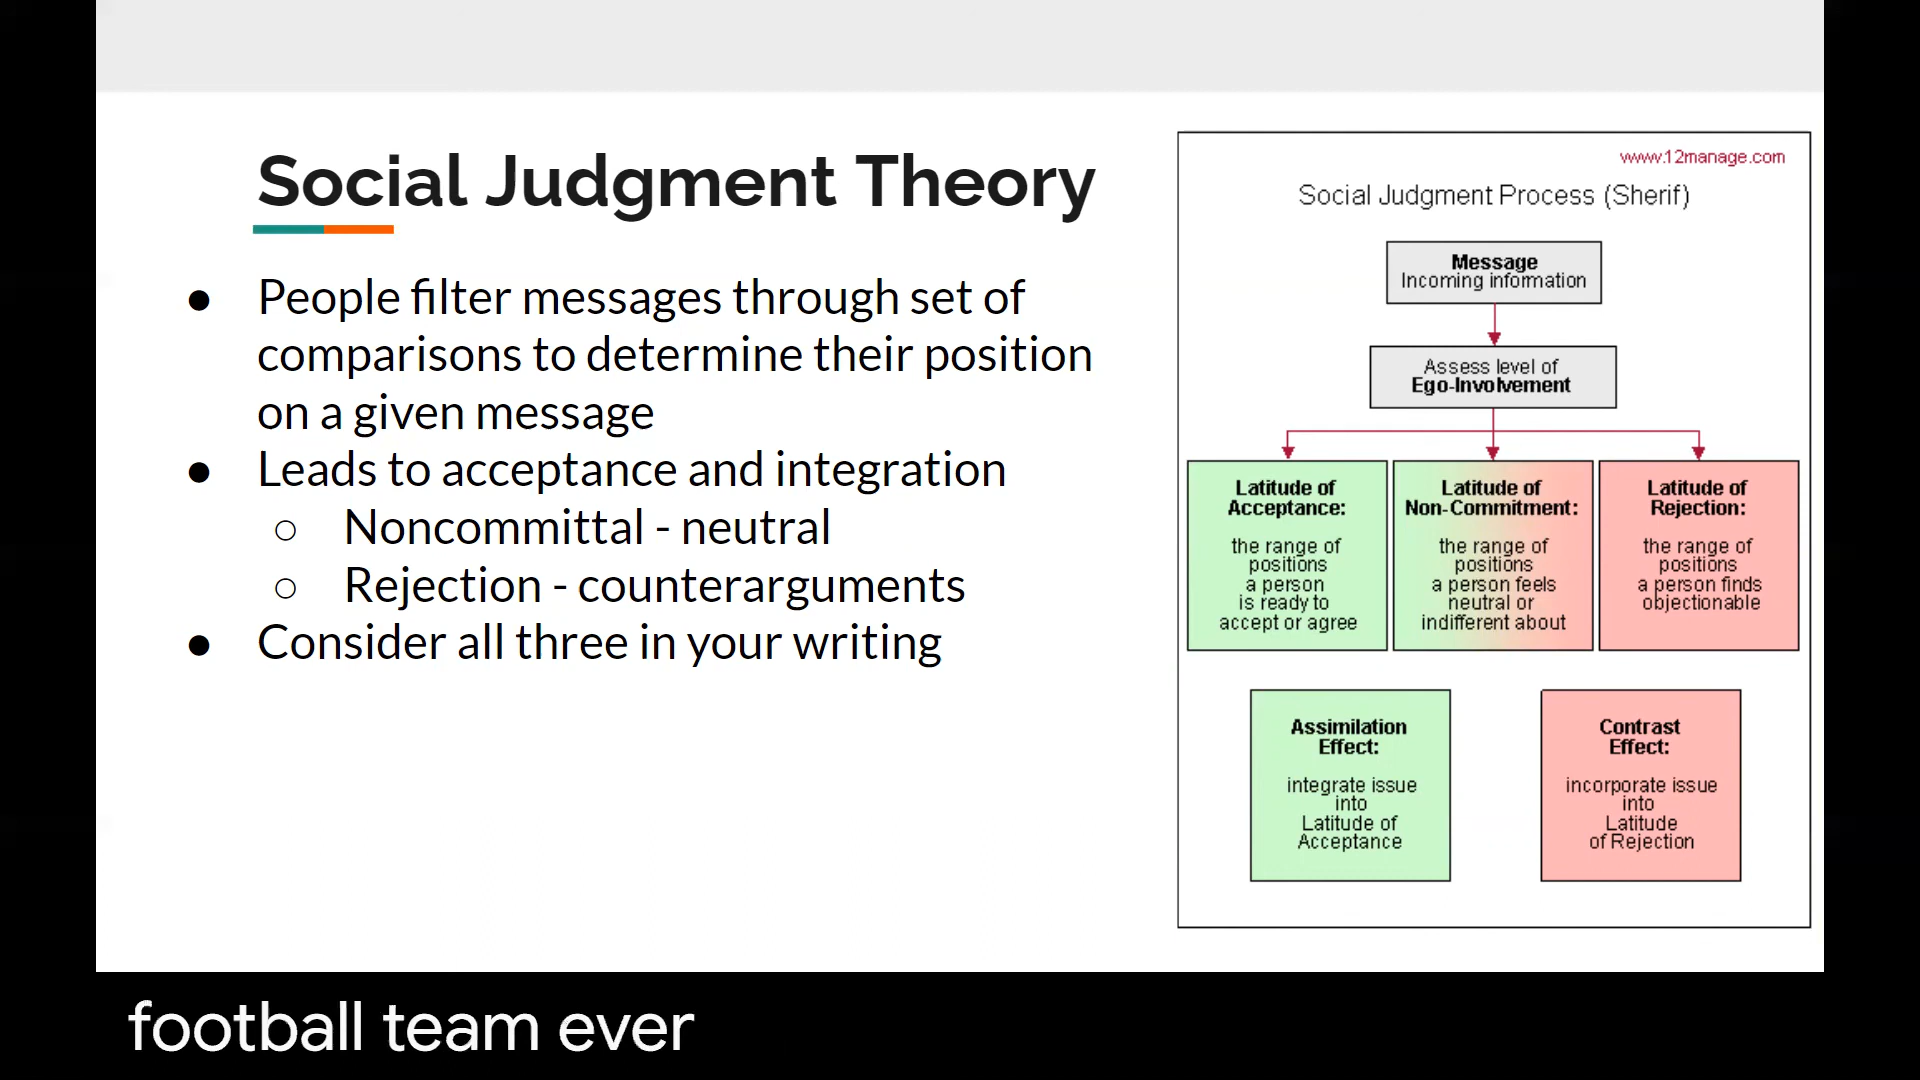 Social Judgment Theory
● People filter messages through set of
comparisons to determine their position
on a given message
● Leads to acceptance and integration
○ Noncommittal - neutral
○ Rejection - counterarguments
● Consider all three in your writing
www.12manage.com
Social Judgment Process (Sherif)
Message
Incoming information
Assess level of
Ego-Involvement
Latitude of
Acceptance:
the range of
positions
a person
is ready to
accept or agree
Latitude of
Non-Commitment:
the range of
positions
a person feels
neutral or
indifferent about
Latitude of
Rejection:
the range of
positions
a person finds
objectionable
Assimilation
Effect:
integrate issue
into
Latitude of
Acceptance
Contrast
Effect:
incorporate issue
into
Latitude
of Rejection
football team ever